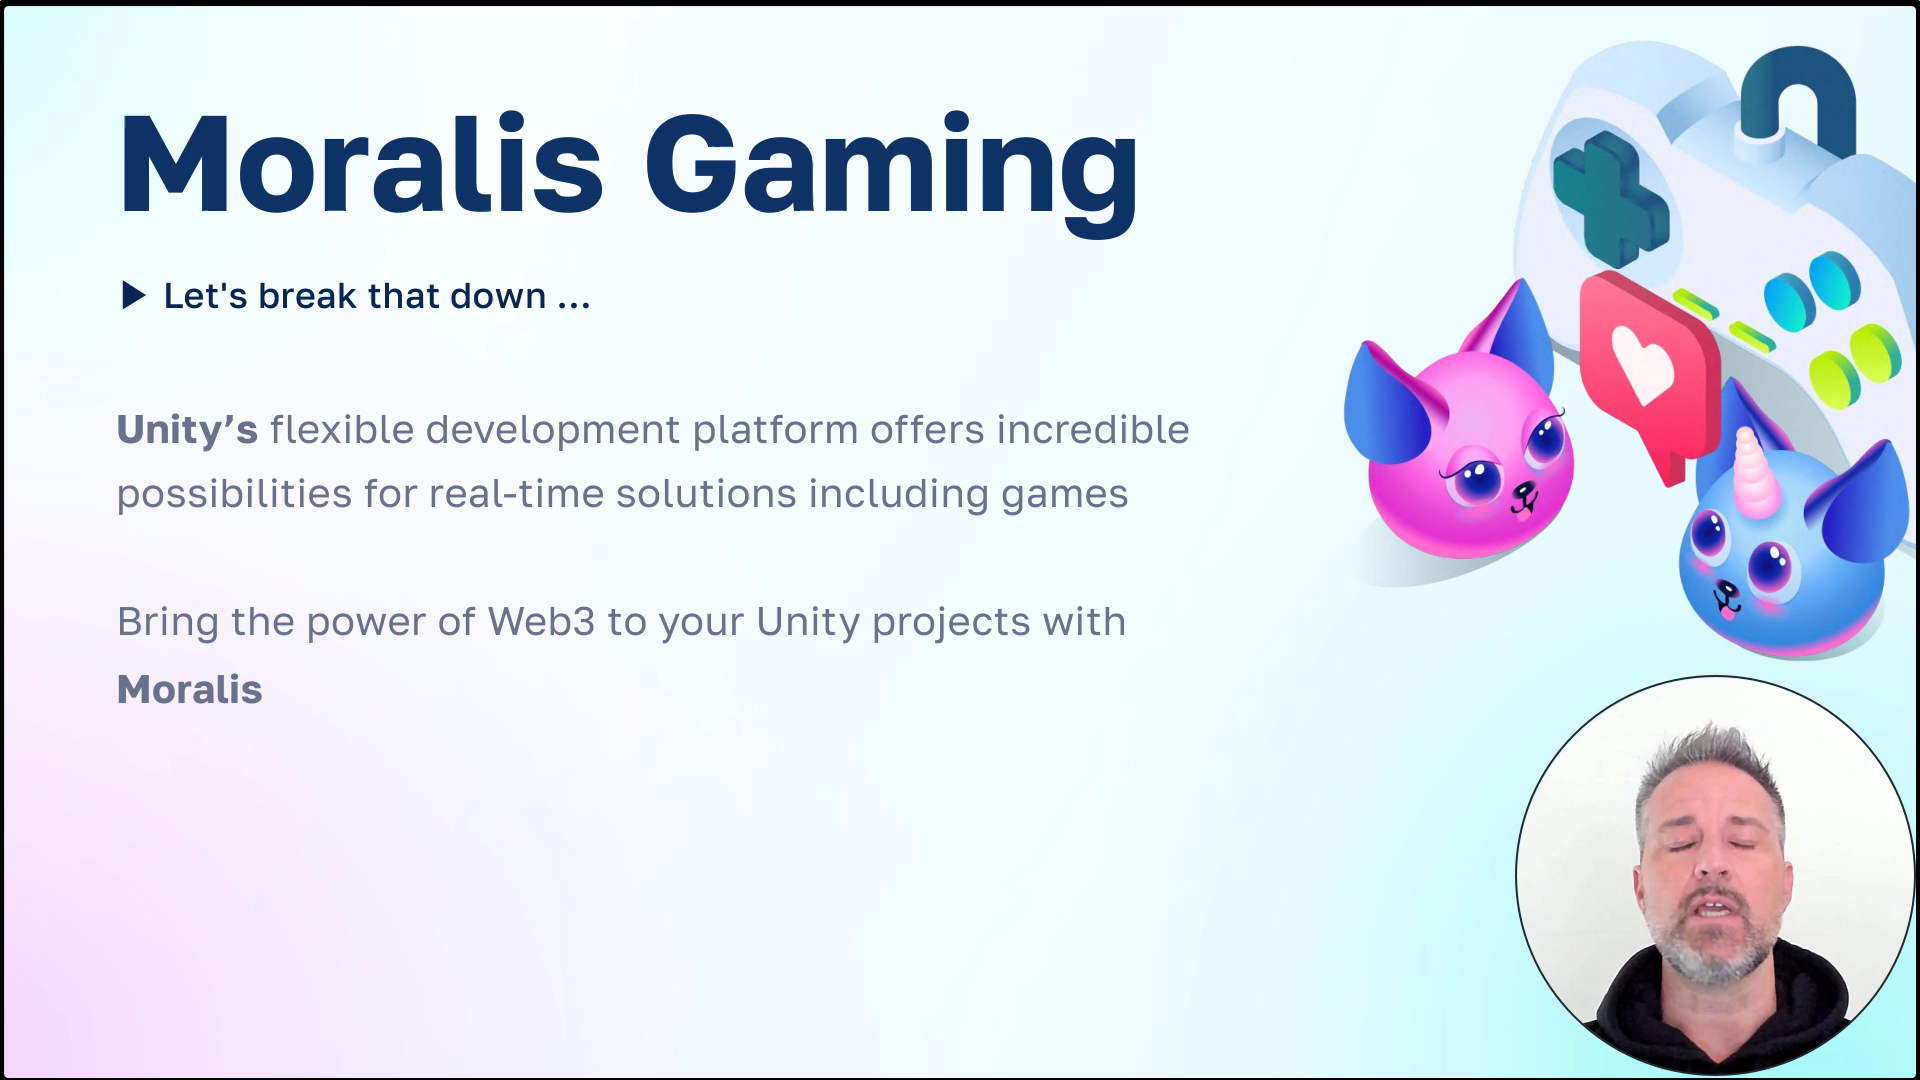 Moralis Gaming
Let's break that down ...
Unity’s flexible development platform offers incredible
possibilities for real-time solutions including games
Bring the power of Web3 to your Unity projects with
Moralis